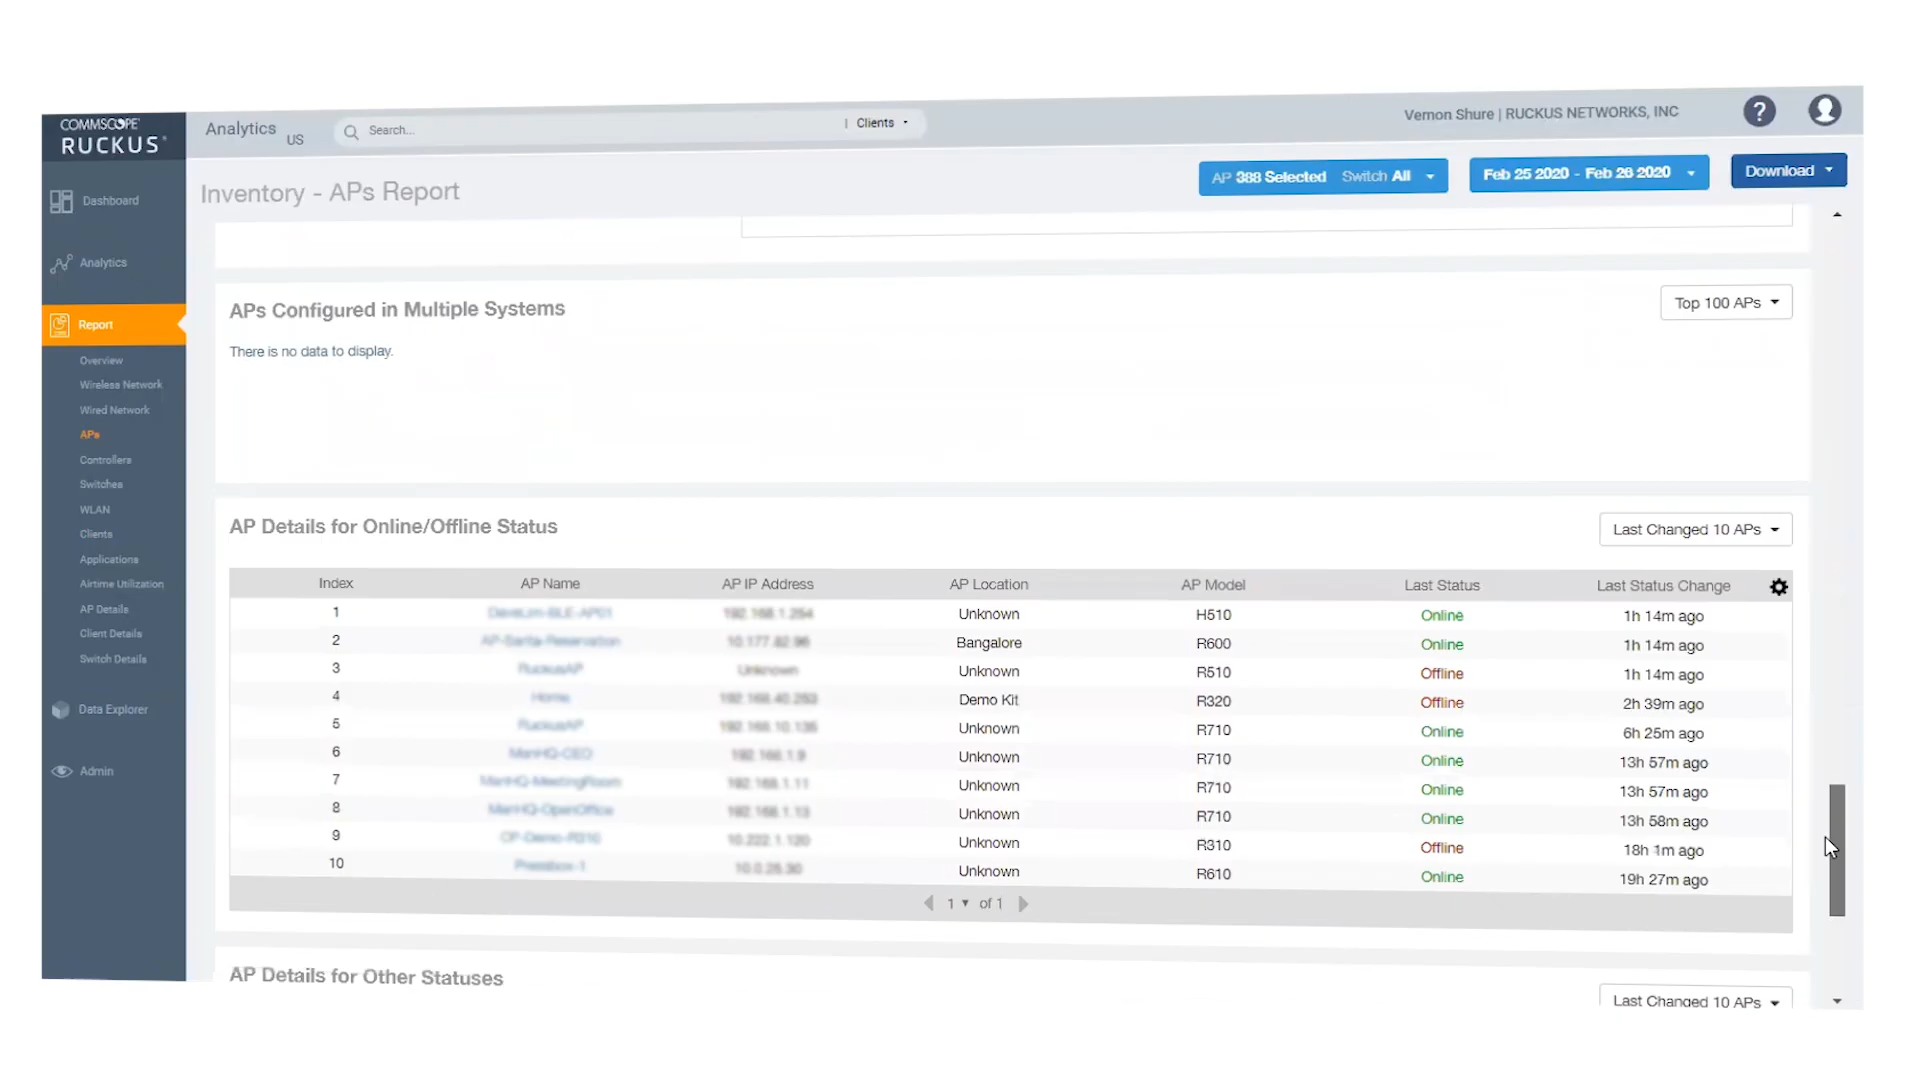 COMMSCOPE®
RUCKUS®
Analytics
US
Search...
| Clients
Vernon Shure | RUCKUS NETWORKS, INC
?
Dashboard
Analytics
Report
Overview
Wireless Network
Wired Network
APs
Controllers
Switches
WLAN
Clients
Applications
Airtime Utilization
AP Details
Client Details
Switch Details
Data Explorer
Admin
Inventory - APs Report
AP 388 Selected Switch All
Feb 25 2020 - Feb 26 2020
Download
APs Configured in Multiple Systems
Top 100 APs
There is no data to display.
AP Details for Online/Offline Status
Last Changed 10 APs
Index AP Name AP IP Address AP Location AP Model Last Status Last Status Change
1 Unknown H510 Online 1h 14m ago
2 Bangalore R600 Online 1h 14m ago
3 Unknown R510 Offline 1h 14m ago
4 Demo Kit R320 Offline 2h 39m ago
5 Unknown R710 Online 6h 25m ago
6 Unknown R710 Online 13h 57m ago
7 Unknown R710 Online 13h 57m ago
8 Unknown R710 Online 13h 58m ago
9 Unknown R310 Offline 18h 1m ago
10 Unknown R610 Online 19h 27m ago
1 of 1
AP Details for Other Statuses
Last Changed 10 APs